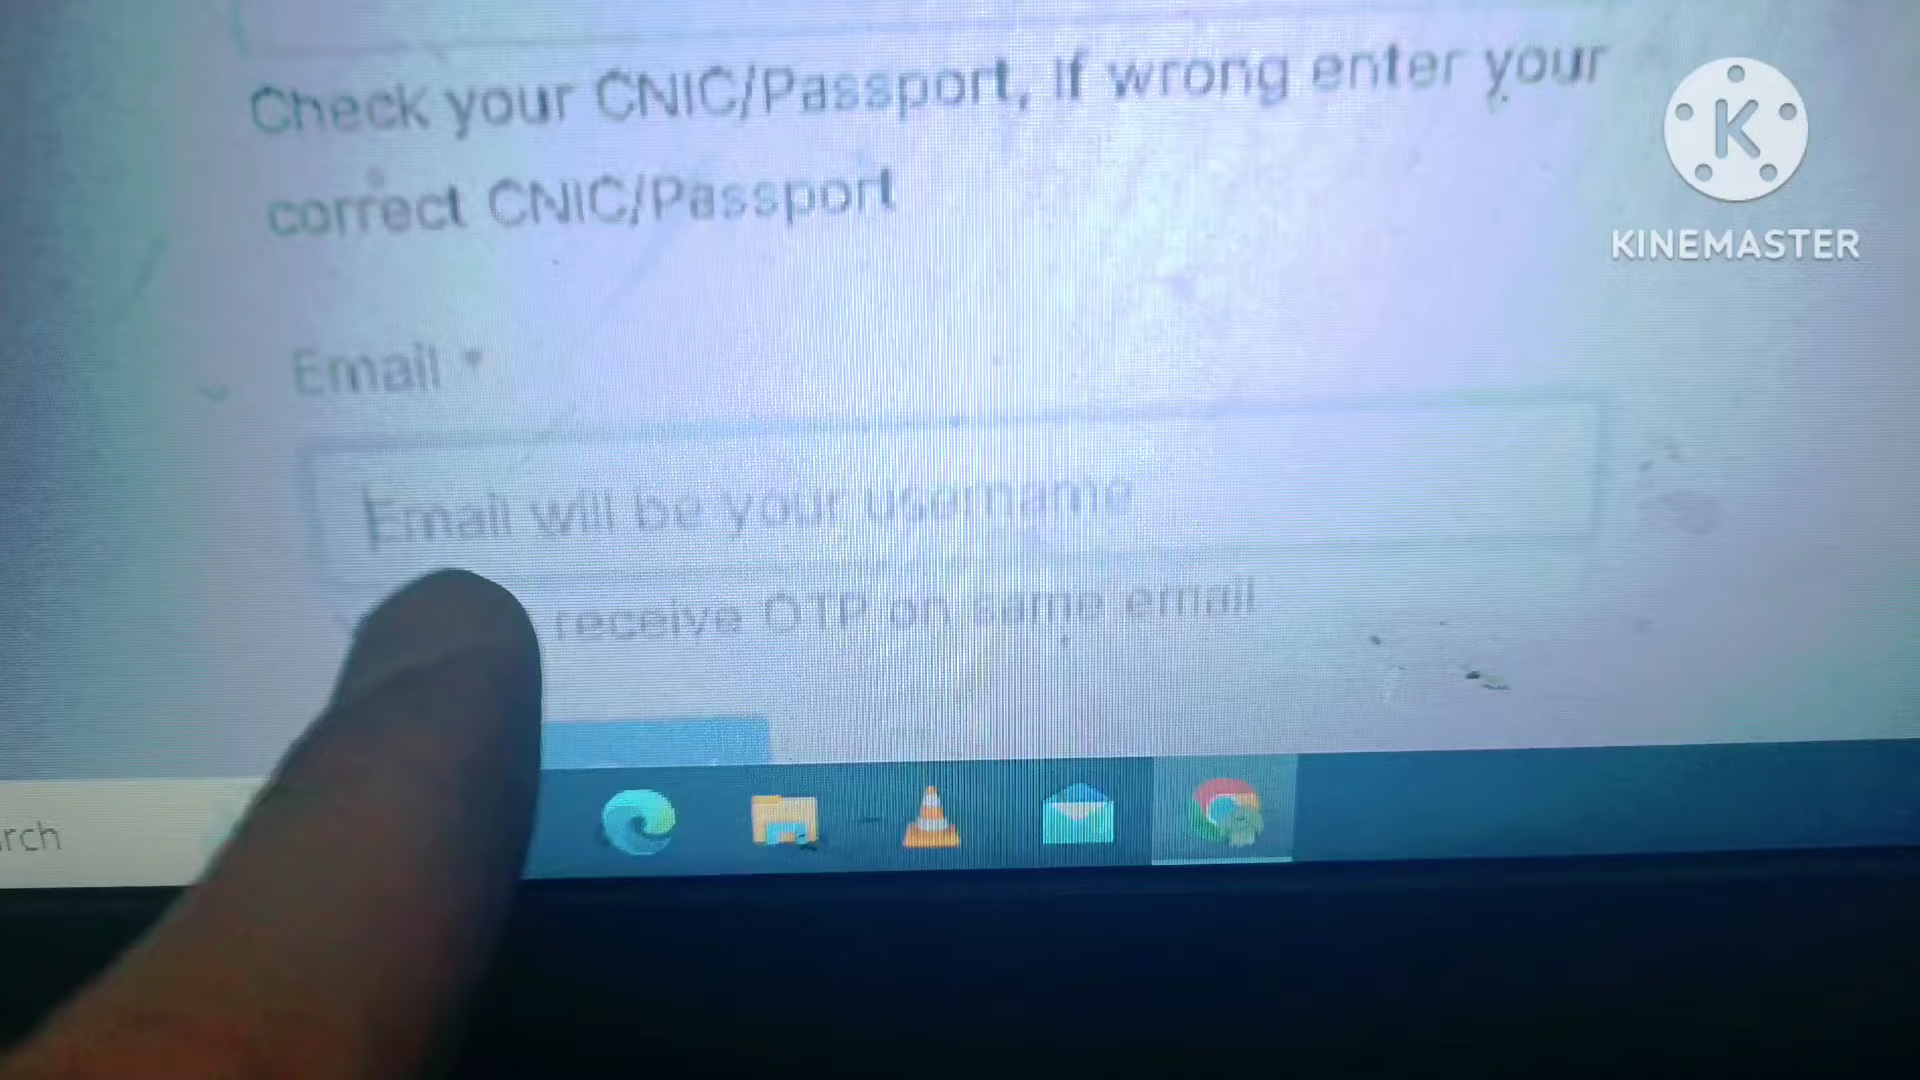 Check your CNIC/Passport, If wrong enter your
correct CNIC/Passport
K
KINEMASTER
Email *
Email will be your username
receive OTP on same email
rch